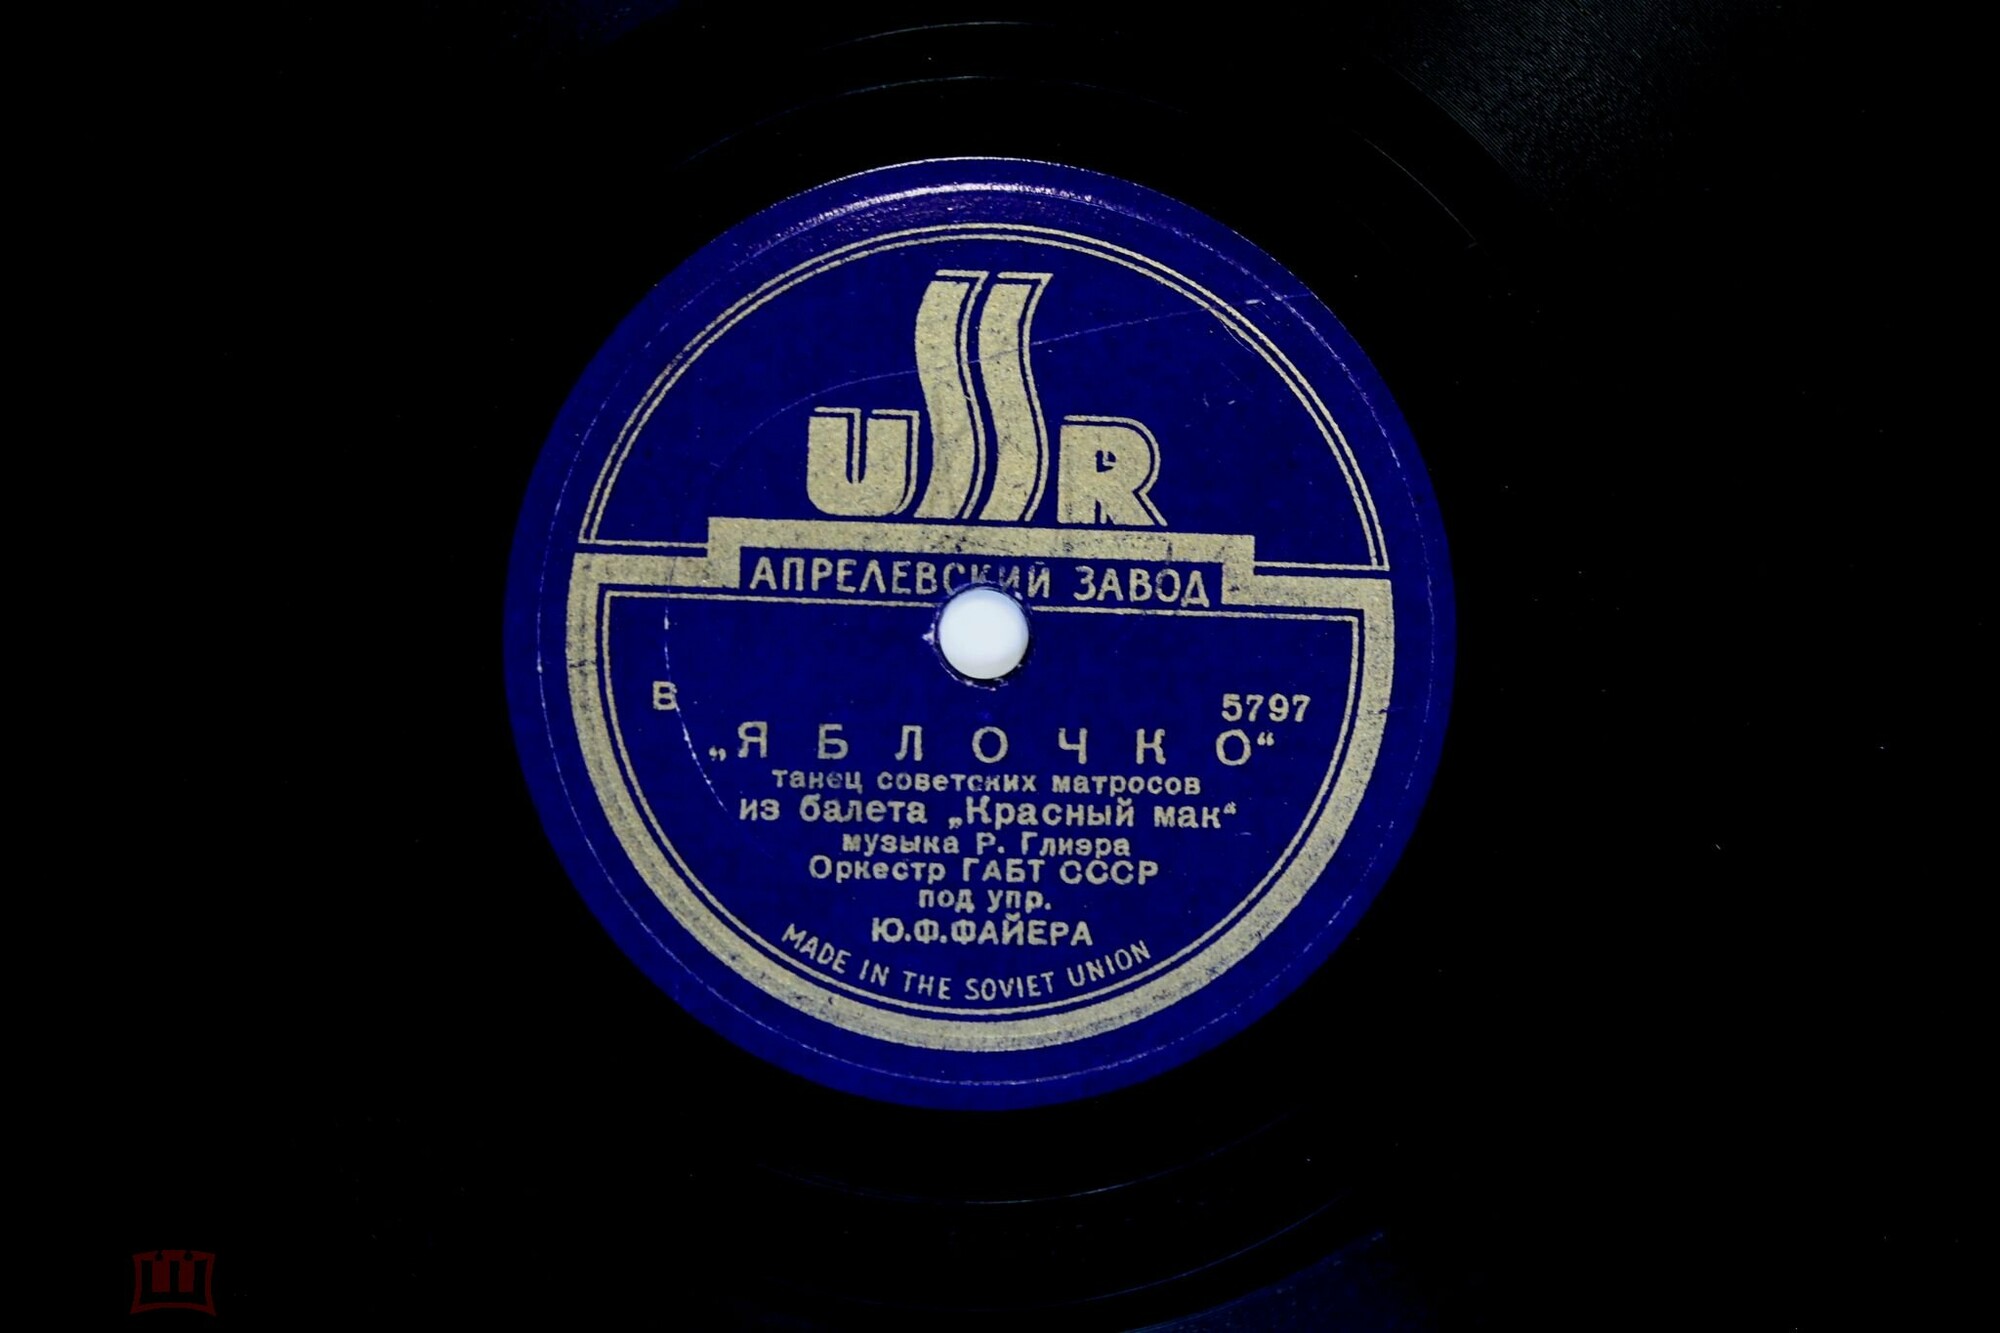 USSR
АПРЕЛЕВСКИЙ ЗАВОД
В 5797
„ЯБЛОЧКО“
танец советских матросов
из балета „Красный мак“
музыка Р. Глиэра
Оркестр ГАБТ СССР
под упр.
Ю.Ф.ФАЙЕРА
MADE IN THE SOVIET UNION